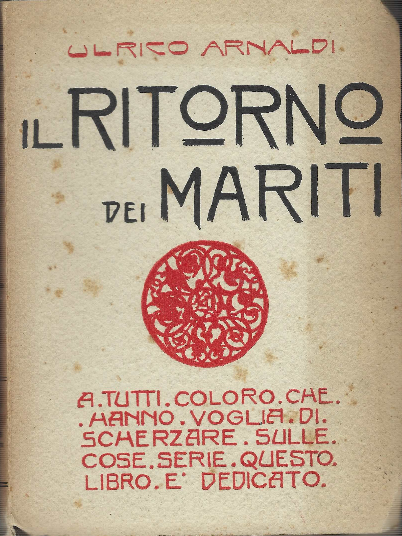 ULRICO ARNALDI
IL RITORNO
DEI MARITI
A.TUTTI.COLORO.CHE.
.HANNO.VOGLIA.DI.
SCHERZARE.SULLE.
COSE.SERIE.QUESTO.
LIBRO.E'DEDICATO.